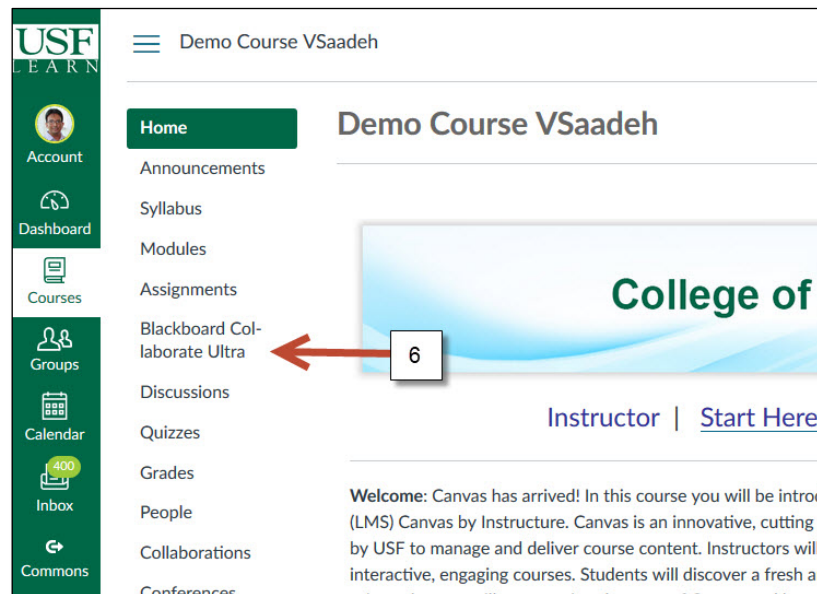 USF
LEARN
Account
Dashboard
Courses
Groups
Calendar
400
Inbox
Commons
Demo Course VSaadeh
Home
Announcements
Syllabus
Modules
Assignments
Blackboard Col-
laborate Ultra
Discussions
Quizzes
Grades
People
Collaborations
Conferences
6
Demo Course VSaadeh
College of
Instructor | Start Here
Welcome: Canvas has arrived! In this course you will be introd
(LMS) Canvas by Instructure. Canvas is an innovative, cutting
by USF to manage and deliver course content. Instructors will
interactive, engaging courses. Students will discover a fresh a